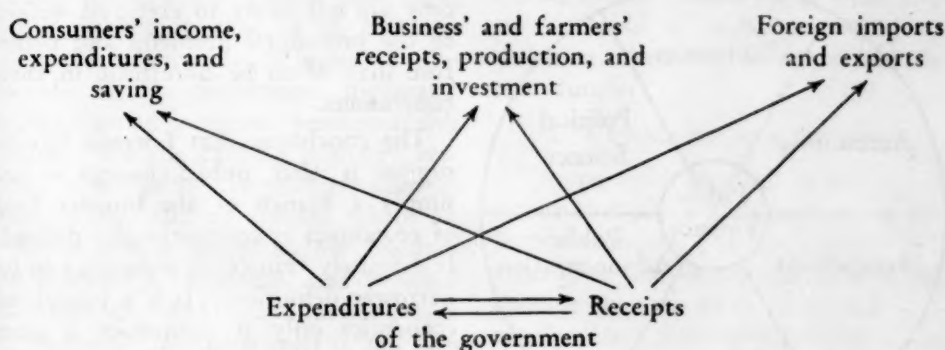 Consumers' income,
expenditures, and
saving
Business' and farmers'
receipts, production, and
investment
Foreign imports
and exports
Expenditures
Receipts
of the government